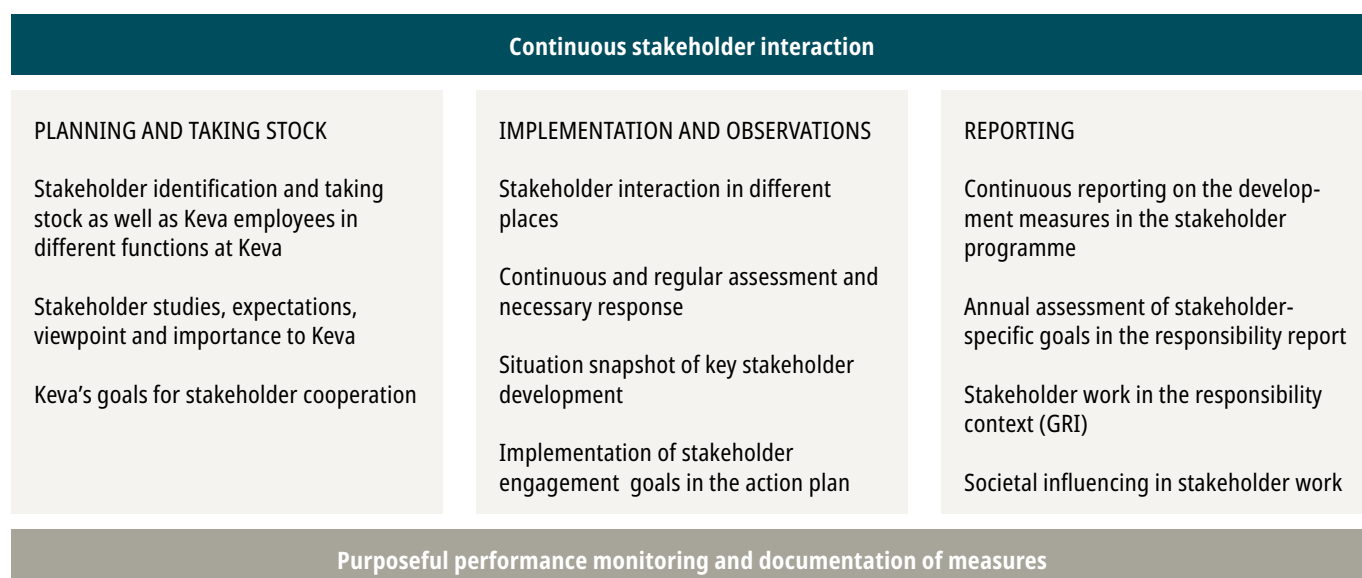 Continuous stakeholder interaction
PLANNING AND TAKING STOCK
Stakeholder identification and taking
stock as well as Keva employees in
different functions at Keva
Stakeholder studies, expectations,
viewpoint and importance to Keva
Keva's goals for stakeholder cooperation
IMPLEMENTATION AND OBSERVATIONS
Stakeholder interaction in different
places
Continuous and regular assessment and
necessary response
Situation snapshot of key stakeholder
development
Implementation of stakeholder
engagement  goals in the action plan
REPORTING
Continuous reporting on the develop-
ment measures in the stakeholder
programme
Annual assessment of stakeholder-
specific goals in the responsibility report
Stakeholder work in the responsibility
context (GRI)
Societal influencing in stakeholder work
Purposeful performance monitoring and documentation of measures